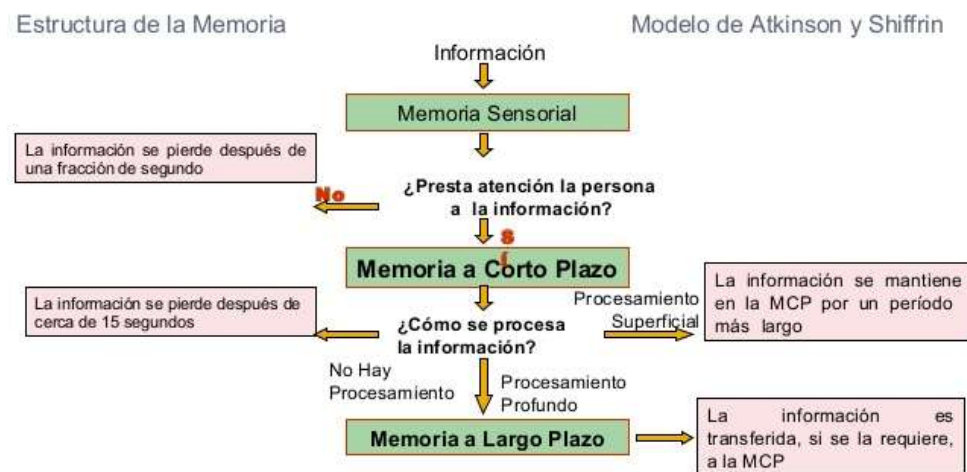 Estructura de la Memoria
Modelo de Atkinson y Shiffrin
Información
Memoria Sensorial
La información se pierde después de
una fracción de segundo
¿Presta atención la persona
a la información?
No
Sí
Memoria a Corto Plazo
La información se mantiene
en la MCP por un período
más largo
La información se pierde después de
cerca de 15 segundos
Procesamiento
Superficial
¿Cómo se procesa
la información?
No Hay
Procesamiento
Procesamiento
Profundo
Memoria a Largo Plazo
La información es
transferida, si se la requiere,
a la MCP